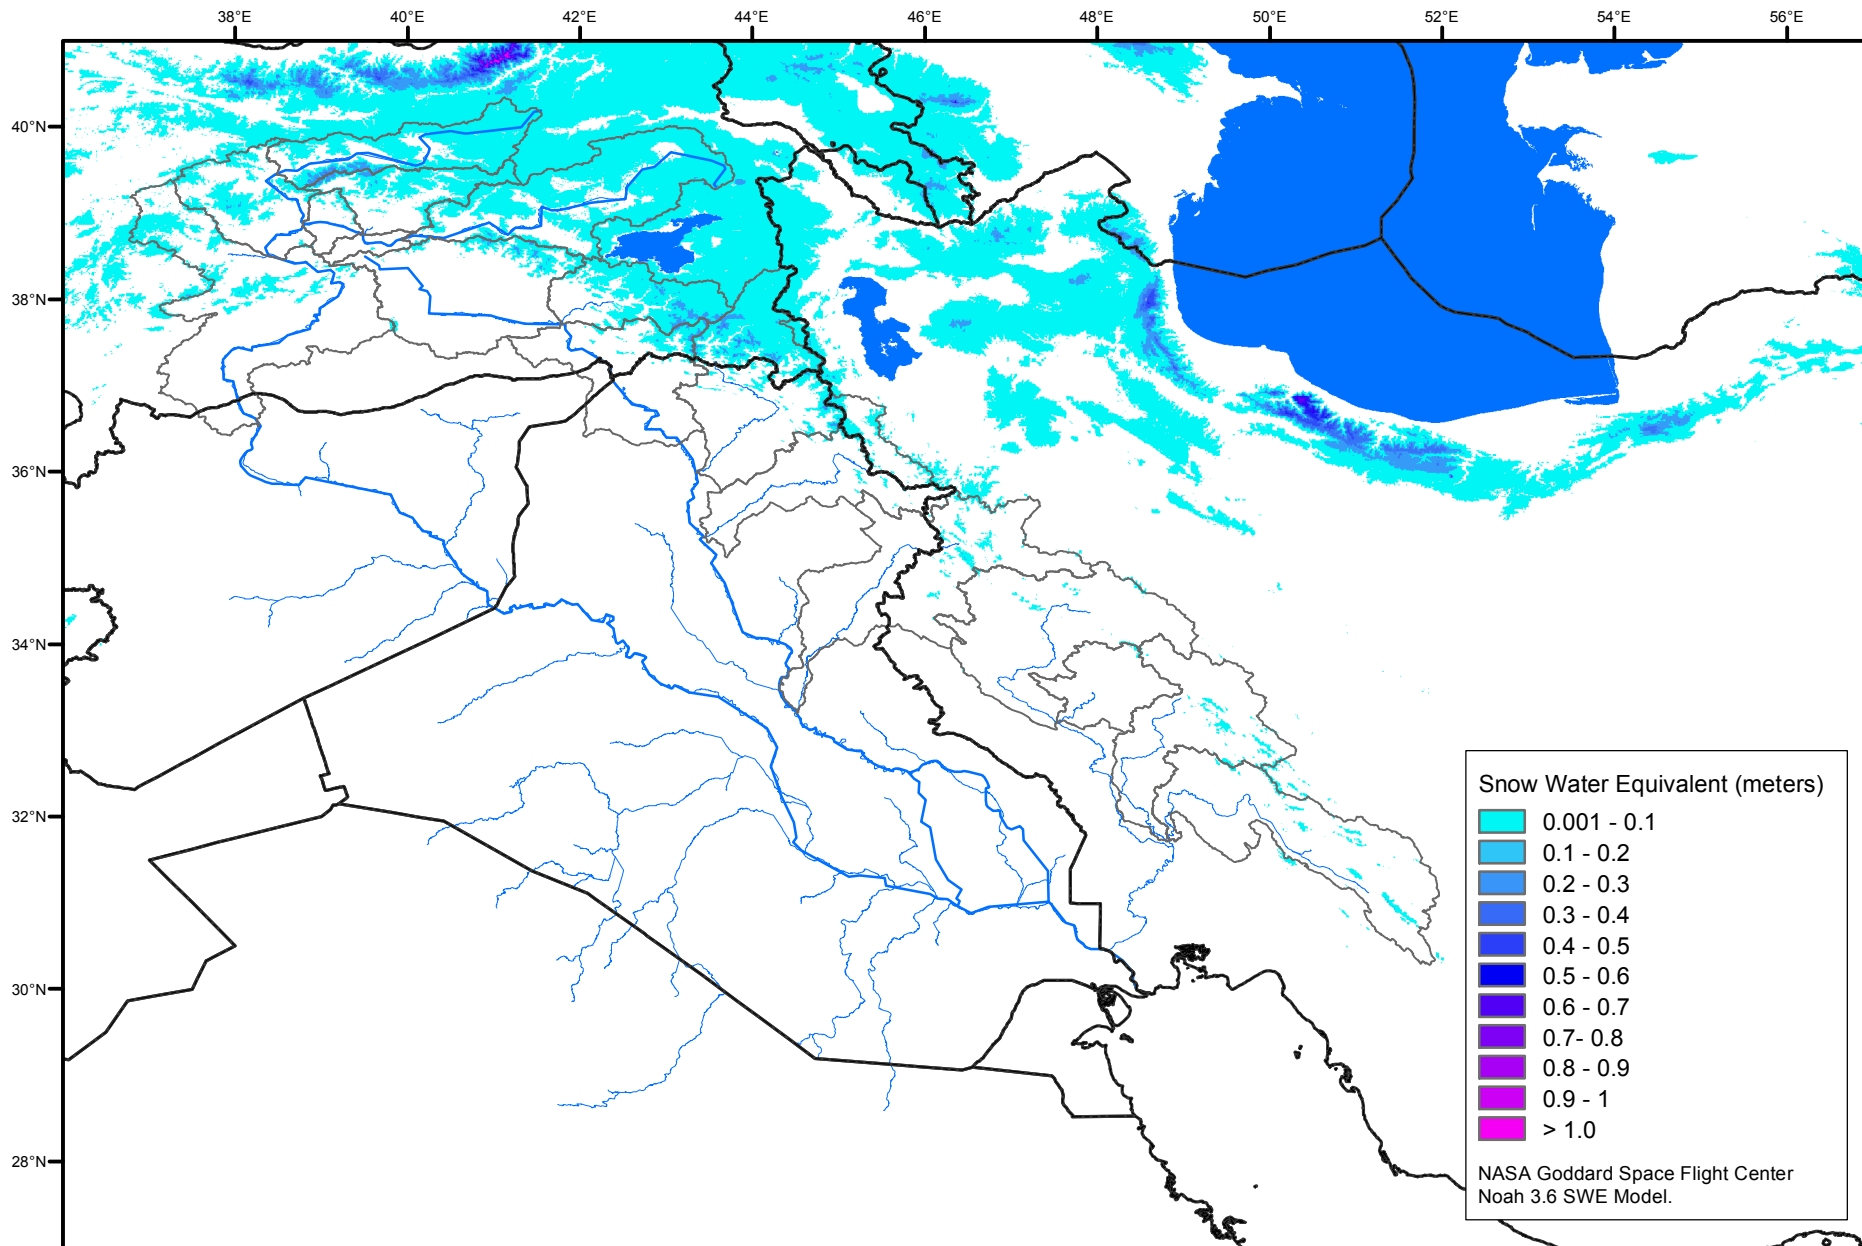 38°E 40°E 42°E 44°E 46°E 48°E 50°E 52°E 54°E 56°E
40°N
38°N
36°N
34°N
32°N
30°N
28°N
Snow Water Equivalent (meters)
0.001 - 0.1
0.1 - 0.2
0.2 - 0.3
0.3 - 0.4
0.4 - 0.5
0.5 - 0.6
0.6 - 0.7
0.7- 0.8
0.8 - 0.9
0.9 - 1
> 1.0
NASA Goddard Space Flight Center
Noah 3.6 SWE Model.